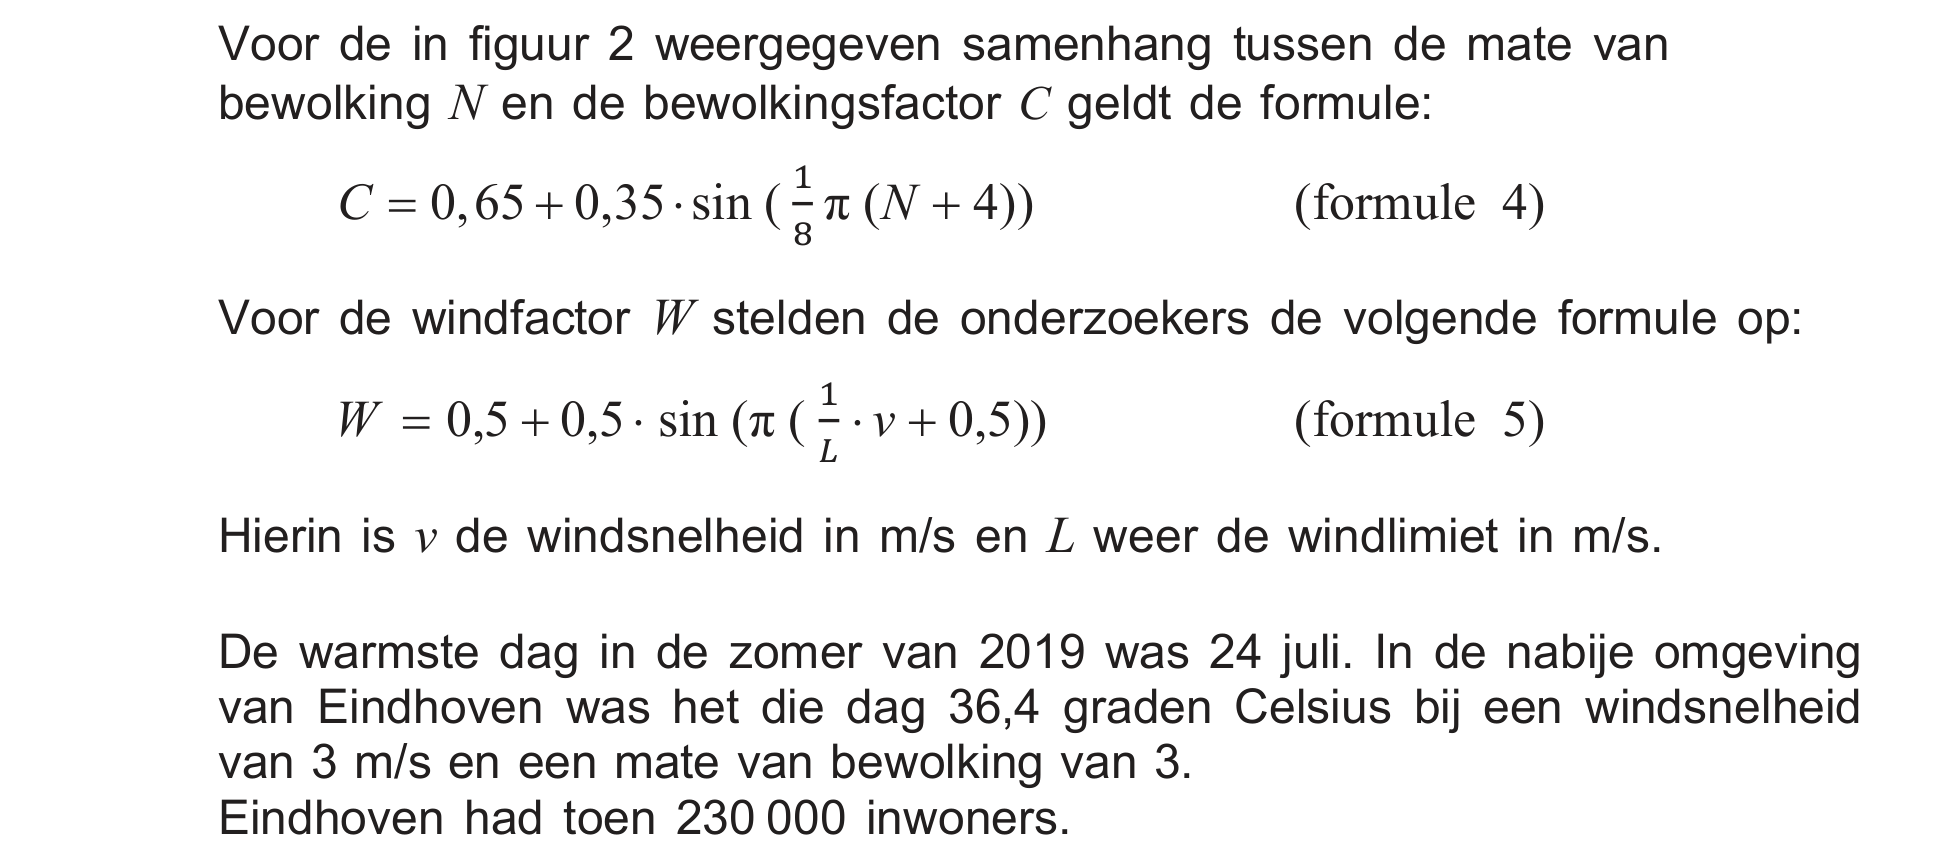 Voor de in figuur 2 weergegeven samenhang tussen de mate van
bewolking N en de bewolkingsfactor C geldt de formule:
C = 0,65 + 0,35 · sin (1/8 π (N + 4)) (formule 4)
Voor de windfactor W stelden de onderzoekers de volgende formule op:
W = 0,5 + 0,5 · sin (π (1/L · v + 0,5)) (formule 5)
Hierin is v de windsnelheid in m/s en L weer de windlimiet in m/s.
De warmste dag in de zomer van 2019 was 24 juli. In de nabije omgeving
van Eindhoven was het die dag 36,4 graden Celsius bij een windsnelheid
van 3 m/s en een mate van bewolking van 3.
Eindhoven had toen 230 000 inwoners.